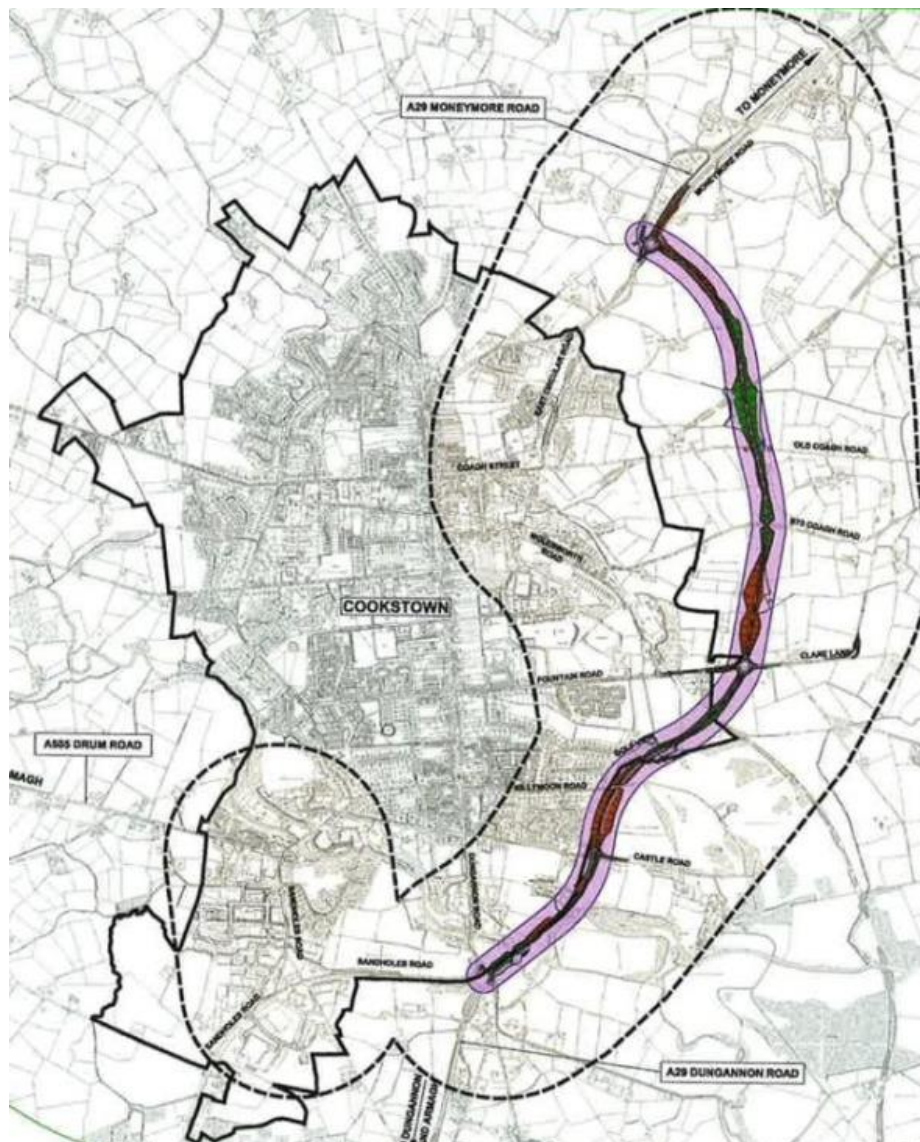 TO MONEYMORE
A29 MONEYMORE ROAD
MONEYMORE ROAD
EAST CIRCULAR ROAD
OLD COAGH ROAD
COAGH STREET
B73 COAGH ROAD
ROAD
COOKSTOWN
CLARE LANE
FOUNTAIN ROAD
A505 DRUM ROAD
MAGH
KILLYMOON ROAD
CASTLE ROAD
DUNGANNON ROAD
SANDHOLES ROAD
SANDHOLES ROAD
A29 DUNGANNON ROAD
DUNGANNON
ND ARMAGH